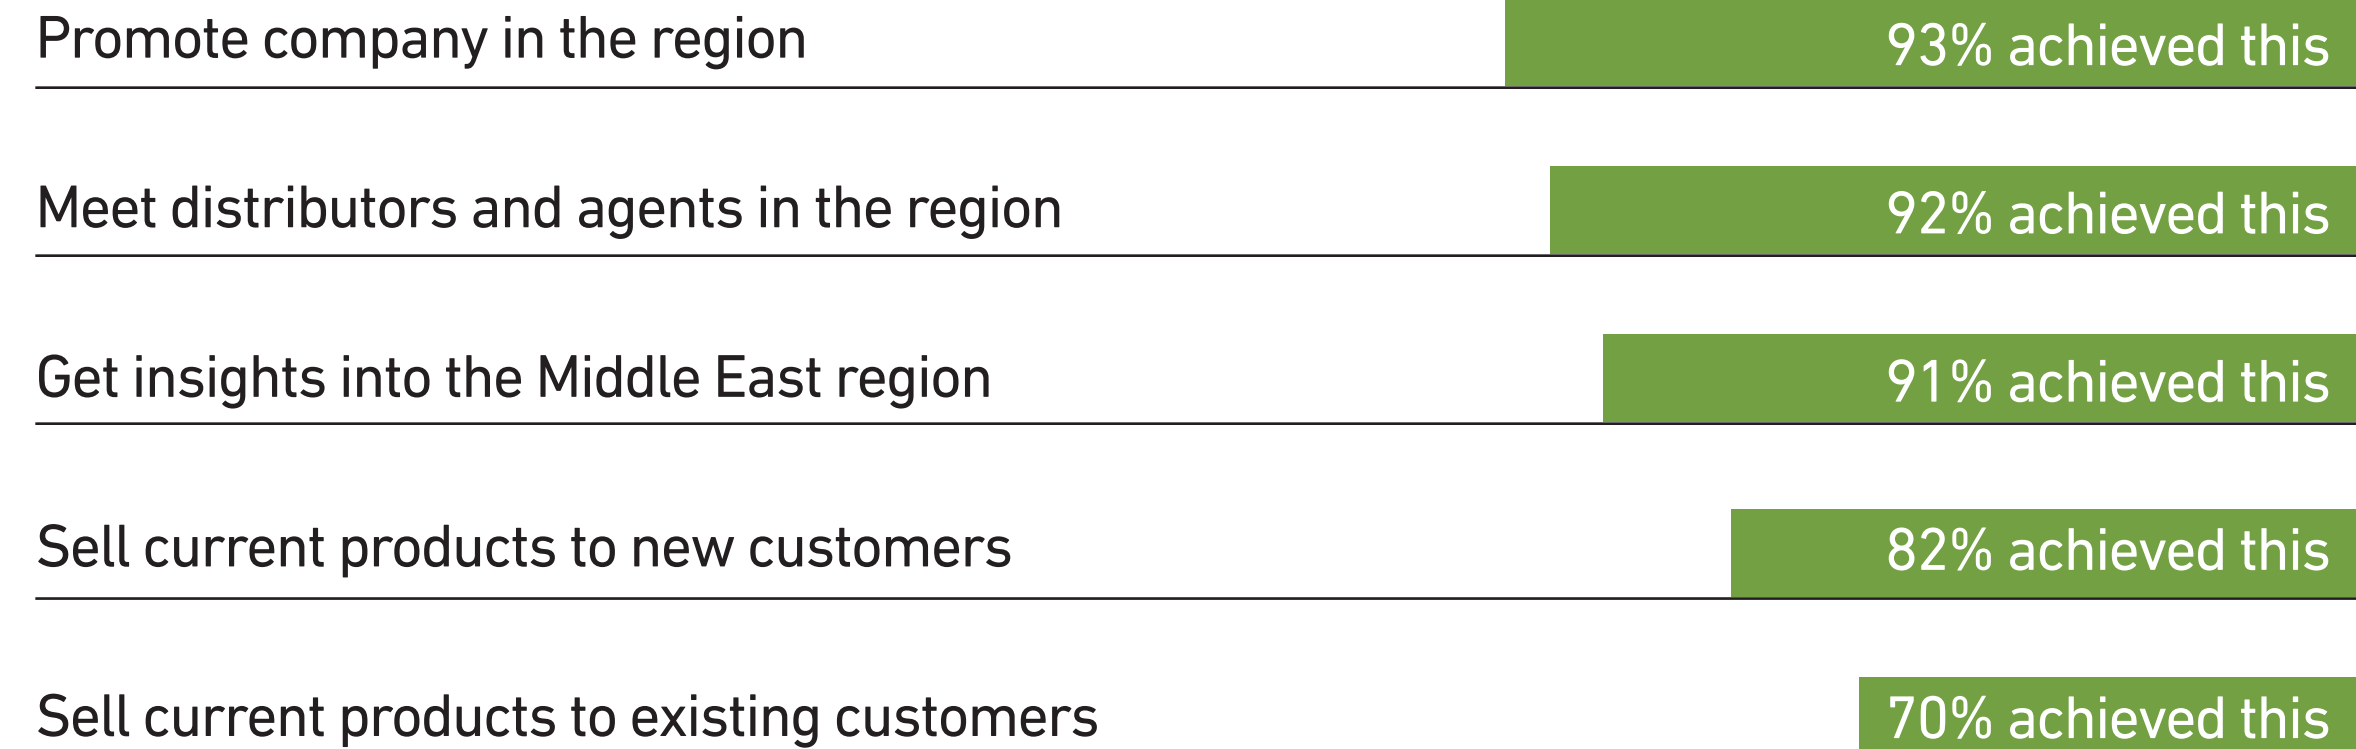 Promote company in the region 93% achieved this
Meet distributors and agents in the region 92% achieved this
Get insights into the Middle East region 91% achieved this
Sell current products to new customers 82% achieved this
Sell current products to existing customers 70% achieved this